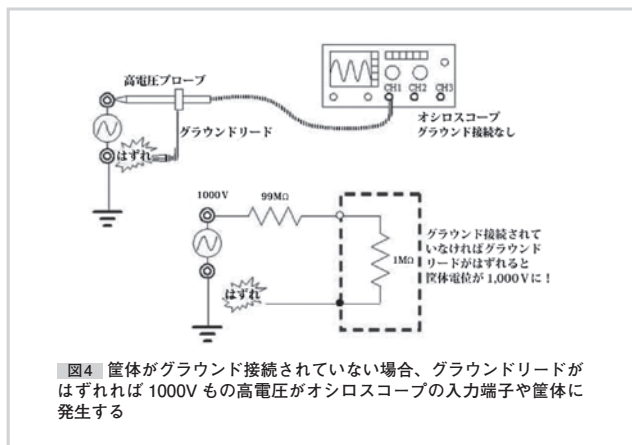 高電圧プローブ
CH1 CH2 CH3
グラウンドリード
オシロスコープ
グラウンド接続なし
はずれ
1000V
99MΩ
1MΩ
グラウンド接続されて
いなければグラウンド
リードがはずれると
筐体電位が1,000Vに！
はずれ
図4 筐体がグラウンド接続されていない場合、グラウンドリードが
はずれれば 1000V もの高電圧がオシロスコープの入力端子や筐体に
発生する